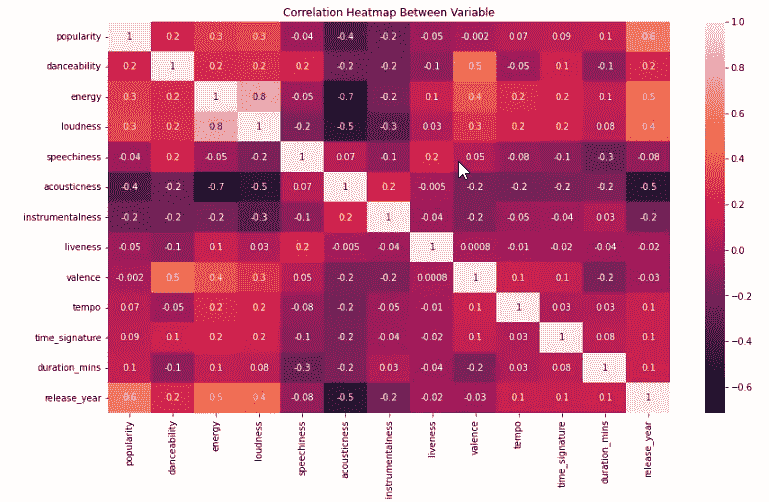 Correlation Heatmap Between Variable
popularity 1 0.2 0.3 0.3 -0.04 -0.4 -0.2 -0.05 -0.002 0.07 0.09 0.1 0.6
danceability 0.2 1 0.2 0.2 0.2 -0.2 -0.2 -0.1 0.5 -0.05 0.1 -0.1 0.2
energy 0.3 0.2 1 0.8 -0.05 -0.7 -0.2 0.1 0.4 0.2 0.2 0.1 0.5
loudness 0.3 0.2 0.8 1 -0.2 -0.5 -0.3 0.03 0.3 0.2 0.2 0.08 0.4
speechiness -0.04 0.2 -0.05 -0.2 1 0.07 -0.1 0.2 0.05 -0.08 -0.1 -0.3 -0.08
acousticness -0.4 -0.2 -0.7 -0.5 0.07 1 0.2 -0.005 -0.2 -0.2 -0.2 -0.2 -0.5
instrumentalness -0.2 -0.2 -0.2 -0.3 -0.1 0.2 1 -0.04 -0.2 -0.05 -0.04 0.03 -0.2
liveness -0.05 -0.1 0.1 0.03 0.2 -0.005 -0.04 1 0.0008 -0.01 -0.02 -0.04 -0.02
valence -0.002 0.5 0.4 0.3 0.05 -0.2 -0.2 0.0008 1 0.1 0.1 -0.2 -0.03
tempo 0.07 -0.05 0.2 0.2 -0.08 -0.2 -0.05 -0.01 0.1 1 0.03 0.03 0.1
time_signature 0.09 0.1 0.2 0.2 -0.1 -0.2 -0.04 -0.02 0.1 0.03 1 0.08 0.1
duration_mins 0.1 -0.1 0.1 0.08 -0.3 -0.2 0.03 -0.04 -0.2 0.03 0.08 1 0.1
release_year 0.6 0.2 0.5 0.4 -0.08 -0.5 -0.2 -0.02 -0.03 0.1 0.1 0.1 1
popularity
danceability
energy
loudness
speechiness
acousticness
instrumentalness
liveness
valence
tempo
time_signature
duration_mins
release_year
1.0
0.8
0.6
0.4
0.2
0.0
−0.2
−0.4
−0.6